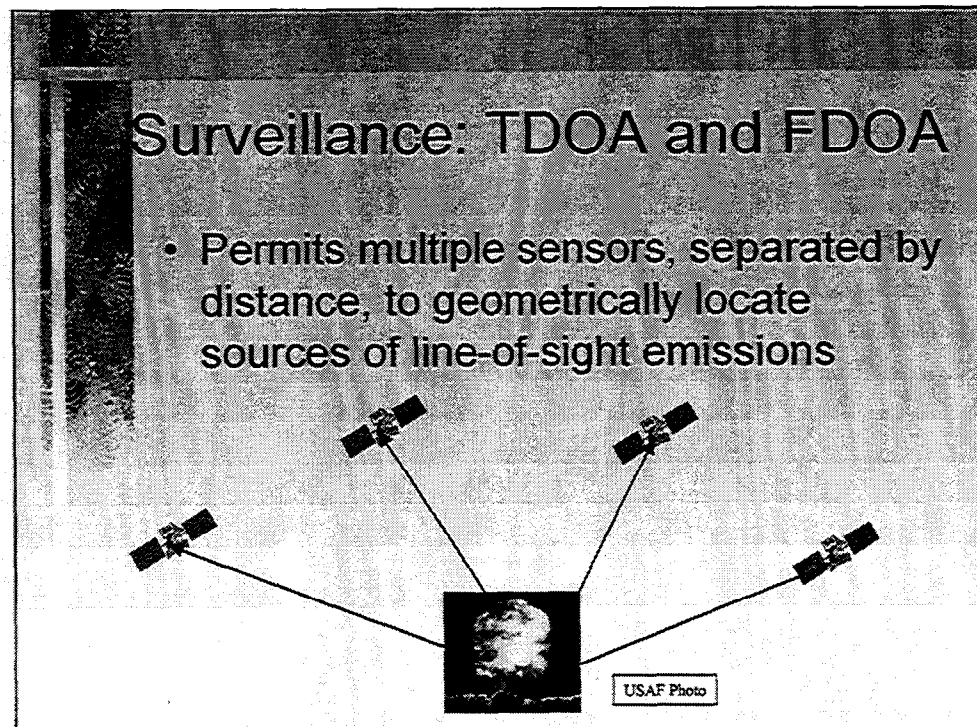 Surveillance: TDOA and FDOA
• Permits multiple sensors, separated by
distance, to geometrically locate
sources of line-of-sight emissions
USAF Photo